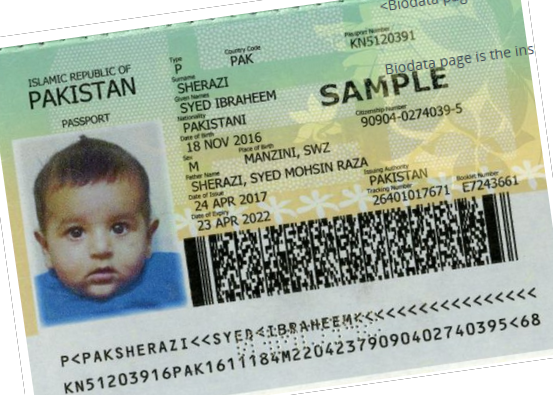 <Biodata pag
Biodata page is the ins
ISLAMIC REPUBLIC OF
PAKISTAN
PASSPORT
Type
P
Country Code
PAK
Passport Number
KN5120391
Surname
SHERAZI
Given Names
SYED IBRAHEEM
SAMPLE
Nationality
PAKISTANI
Citizenship Number
90904-0274039-5
Date of Birth
18 NOV 2016
Sex
M
Place of Birth
MANZINI, SWZ
Father Name
SHERAZI, SYED MOHSIN RAZA
Date of Issue
24 APR 2017
Issuing Authority
PAKISTAN
Date of Expiry
23 APR 2022
Tracking Number
26401017671
Booklet Number
E7243661
P<PAKSHERAZI<<SYED<IBRAHEEM<<<<<<<<<<<<<<<<<
KN51203916PAK1611184M22042379090402740395<68